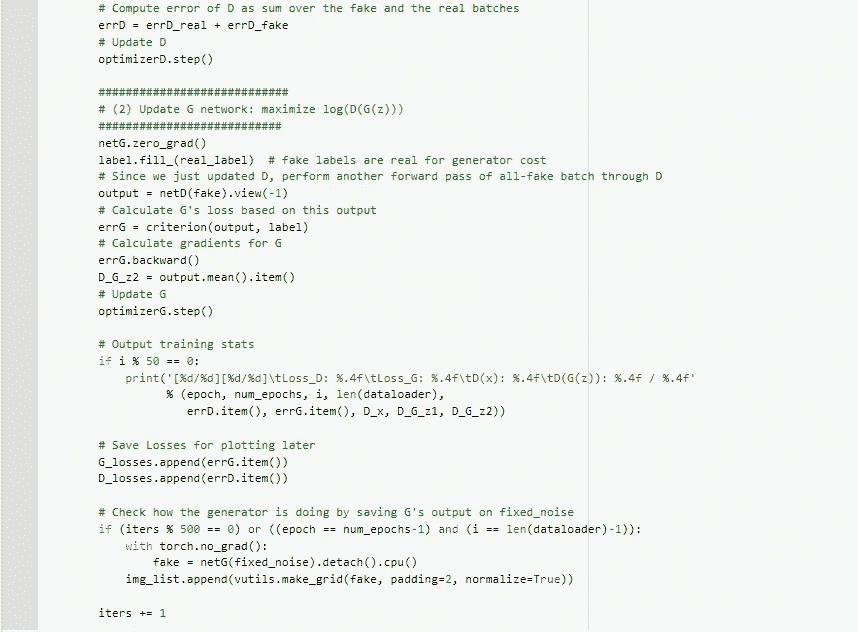 # Compute error of D as sum over the fake and the real batches
errD = errD_real + errD_fake
# Update D
optimizerD.step()
############################
# (2) Update G network: maximize log(D(G(z)))
###########################
netG.zero_grad()
label.fill_(real_label)  # fake labels are real for generator cost
# Since we just updated D, perform another forward pass of all-fake batch through D
output = netD(fake).view(-1)
# Calculate G's loss based on this output
errG = criterion(output, label)
# Calculate gradients for G
errG.backward()
D_G_z2 = output.mean().item()
# Update G
optimizerG.step()
# Output training stats
if i % 50 == 0:
    print('[%d/%d][%d/%d]\tLoss_D: %.4f\tLoss_G: %.4f\tD(x): %.4f\tD(G(z)): %.4f / %.4f'
          % (epoch, num_epochs, i, len(dataloader),
             errD.item(), errG.item(), D_x, D_G_z1, D_G_z2))
# Save Losses for plotting later
G_losses.append(errG.item())
D_losses.append(errD.item())
# Check how the generator is doing by saving G's output on fixed_noise
if (iters % 500 == 0) or ((epoch == num_epochs-1) and (i == len(dataloader)-1)):
    with torch.no_grad():
        fake = netG(fixed_noise).detach().cpu()
    img_list.append(vutils.make_grid(fake, padding=2, normalize=True))
iters += 1